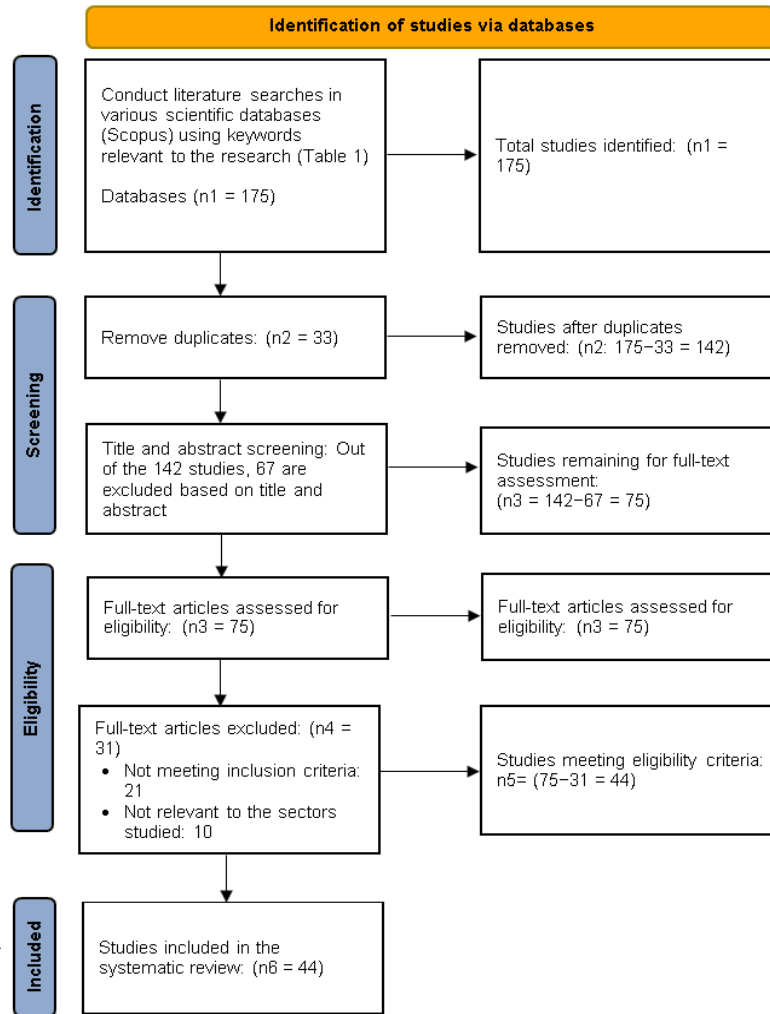 Identification of studies via databases
Identification
Conduct literature searches in
various scientific databases
(Scopus) using keywords
relevant to the research (Table 1)
Databases (n1 = 175)
Total studies identified: (n1 =
175)
Screening
Remove duplicates: (n2 = 33)
Studies after duplicates
removed: (n2: 175−33 = 142)
Title and abstract screening: Out
of the 142 studies, 67 are
excluded based on title and
abstract
Studies remaining for full-text
assessment:
(n3 = 142−67 = 75)
Eligibility
Full-text articles assessed for
eligibility: (n3 = 75)
Full-text articles assessed for
eligibility: (n3 = 75)
Full-text articles excluded: (n4 =
31)
• Not meeting inclusion criteria:
21
• Not relevant to the sectors
studied: 10
Studies meeting eligibility criteria:
n5= (75−31 = 44)
Included
Studies included in the
systematic review: (n6 = 44)